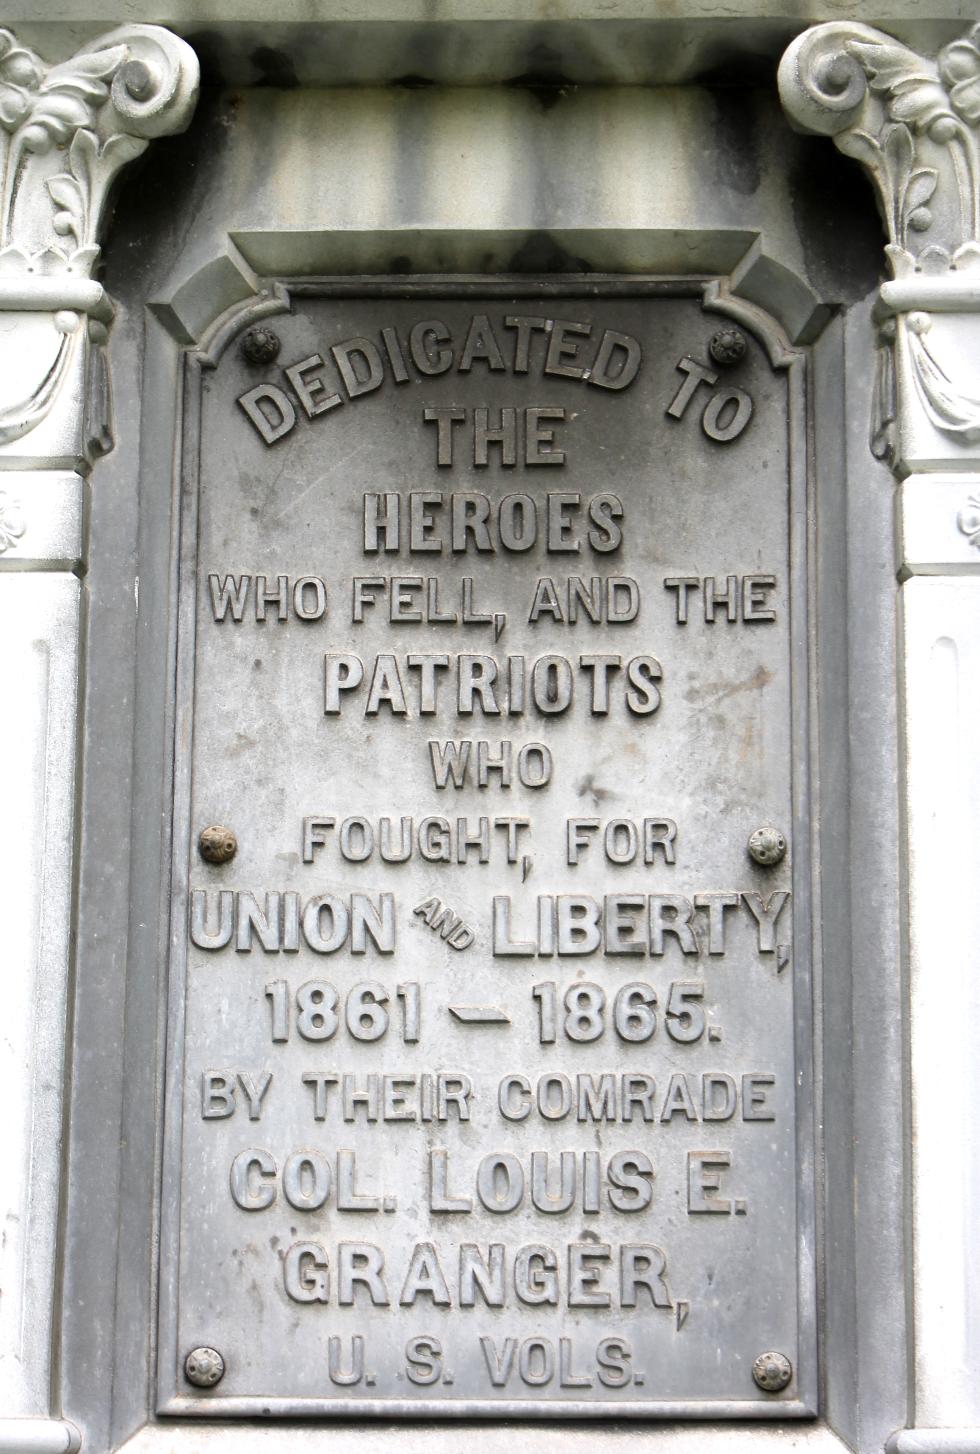 DEDICATED TO
THE
HEROES
WHO FELL, AND THE
PATRIOTS
WHO
FOUGHT, FOR
UNION AND LIBERTY,
1861 — 1865.
BY THEIR COMRADE
COL. LOUIS E.
GRANGER,
U. S. VOLS.